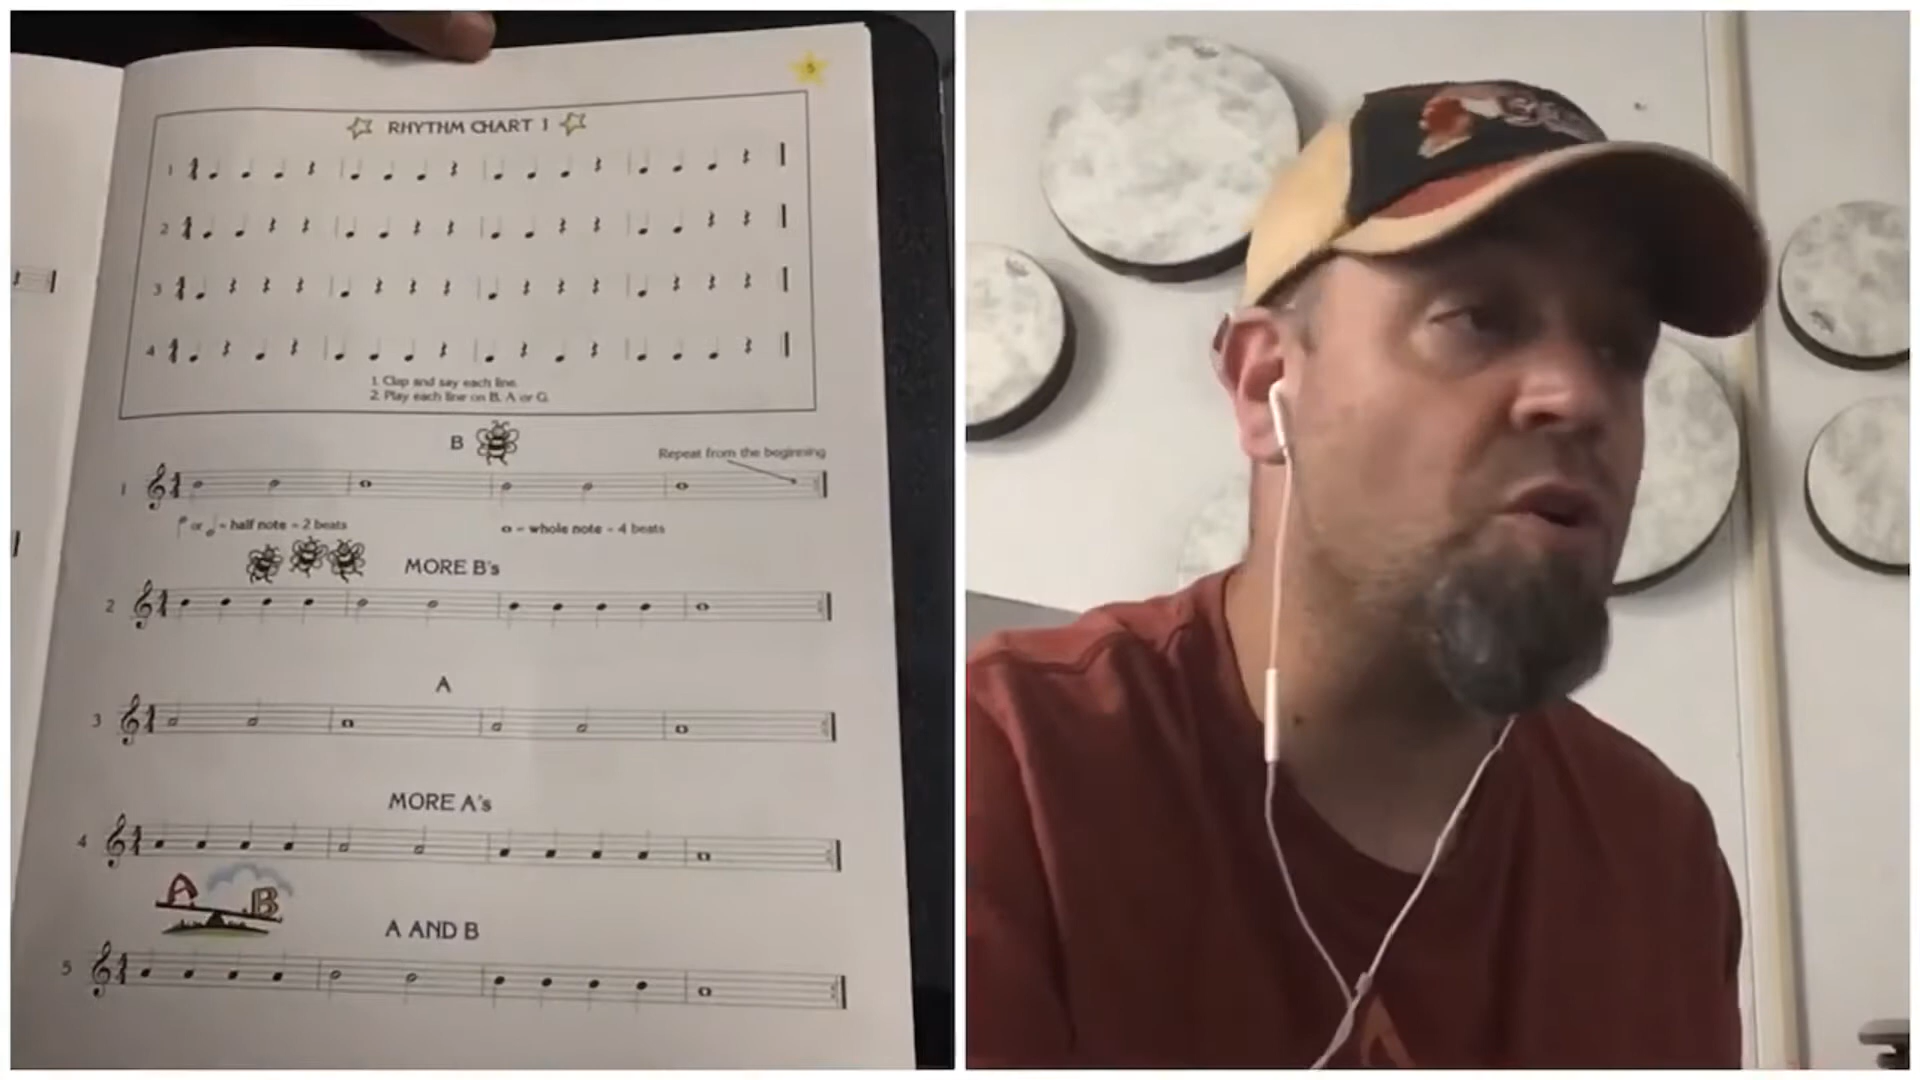 5
RHYTHM CHART 1
1
2
3
4
1. Clap and say each line.
2. Play each line on B, A or G.
B
Repeat from the beginning
1
or = half note = 2 beats
= whole note = 4 beats
MORE B's
2
A
3
MORE A's
4
A B
A AND B
5